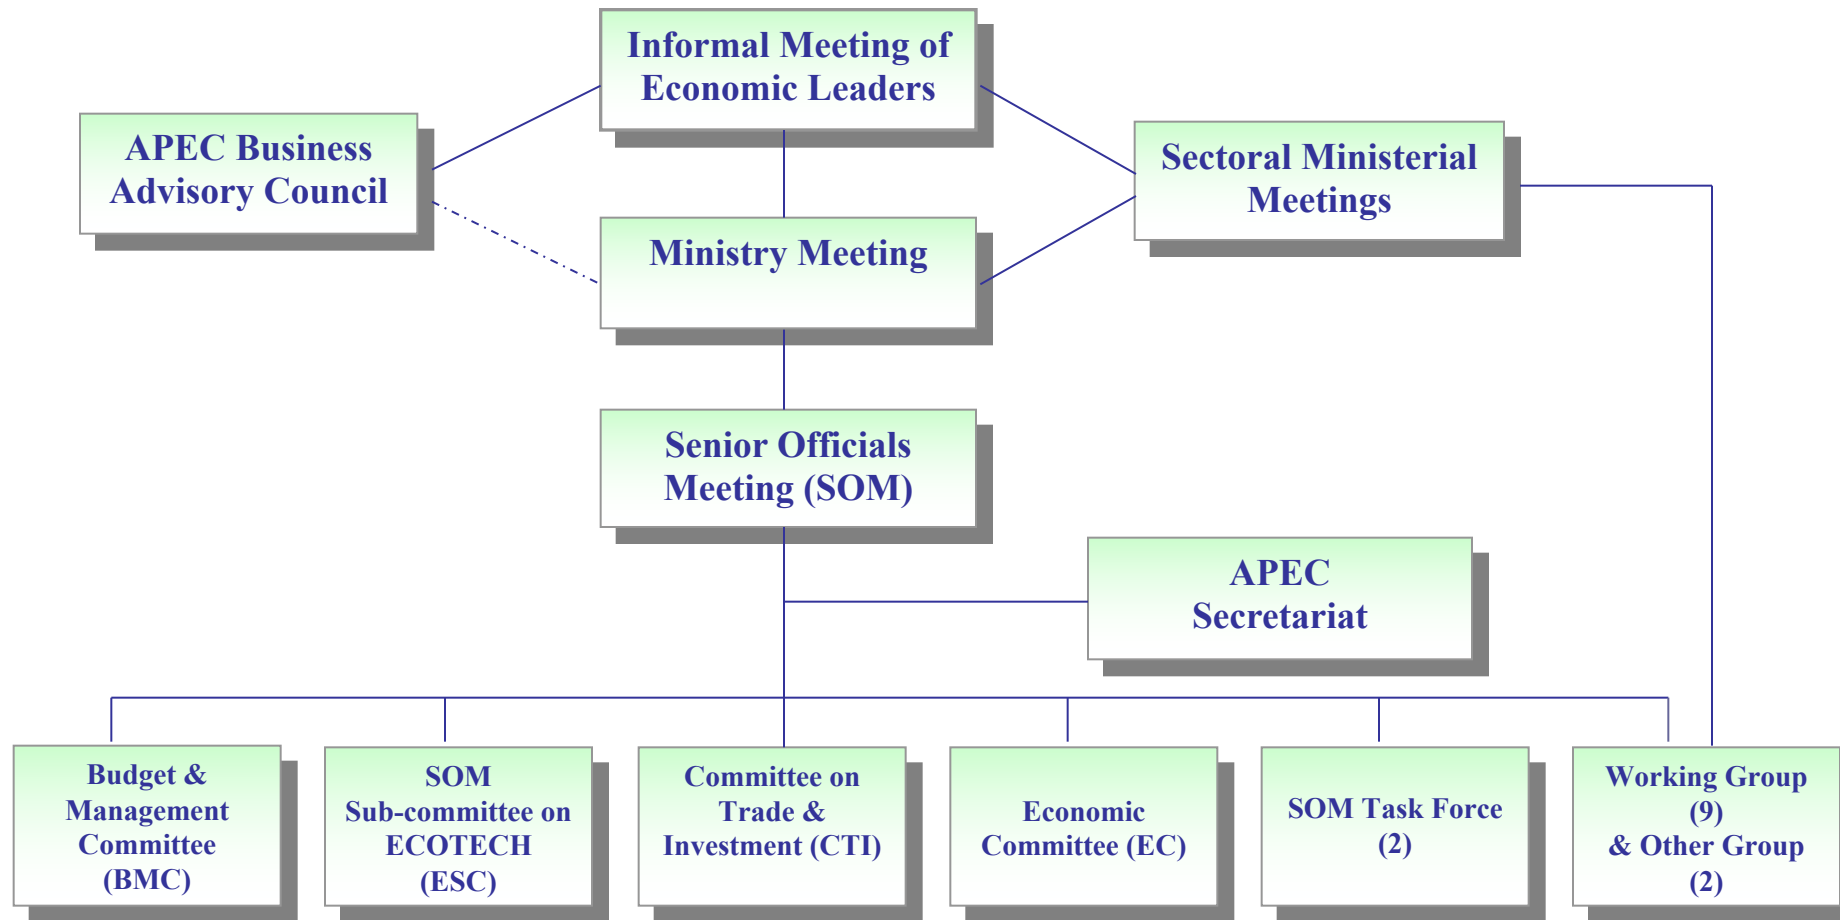 Informal Meeting of
Economic Leaders
APEC Business
Advisory Council
Sectoral Ministerial
Meetings
Ministry Meeting
Senior Officials
Meeting (SOM)
APEC
Secretariat
Budget &
Management
Committee
(BMC)
SOM
Sub-committee on
ECOTECH
(ESC)
Committee on
Trade &
Investment (CTI)
Economic
Committee (EC)
SOM Task Force
(2)
Working Group
(9)
& Other Group
(2)